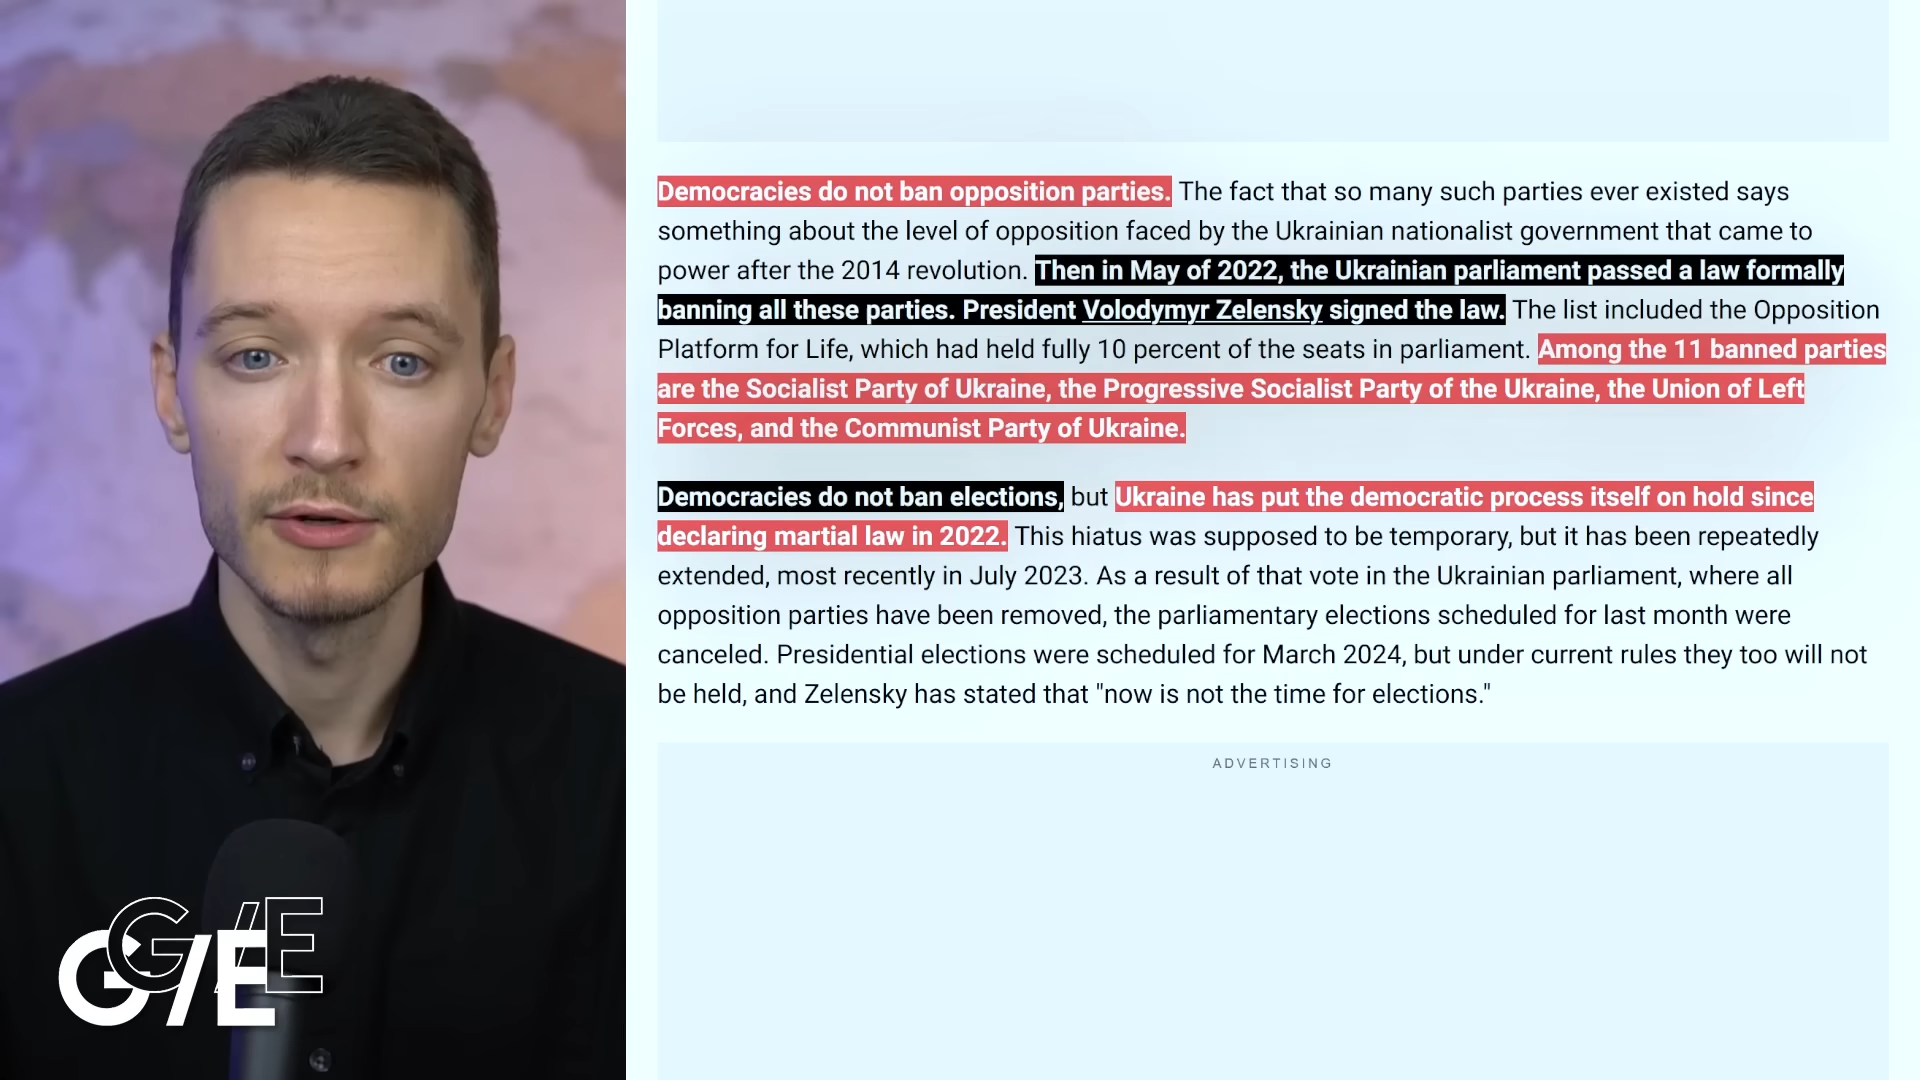 Democracies do not ban opposition parties. The fact that so many such parties ever existed says
something about the level of opposition faced by the Ukrainian nationalist government that came to
power after the 2014 revolution. Then in May of 2022, the Ukrainian parliament passed a law formally
banning all these parties. President Volodymyr Zelensky signed the law. The list included the Opposition
Platform for Life, which had held fully 10 percent of the seats in parliament. Among the 11 banned parties
are the Socialist Party of Ukraine, the Progressive Socialist Party of the Ukraine, the Union of Left
Forces, and the Communist Party of Ukraine.
Democracies do not ban elections, but Ukraine has put the democratic process itself on hold since
declaring martial law in 2022. This hiatus was supposed to be temporary, but it has been repeatedly
extended, most recently in July 2023. As a result of that vote in the Ukrainian parliament, where all
opposition parties have been removed, the parliamentary elections scheduled for last month were
canceled. Presidential elections were scheduled for March 2024, but under current rules they too will not
be held, and Zelensky has stated that "now is not the time for elections."
ADVERTISING
G/E
G/E